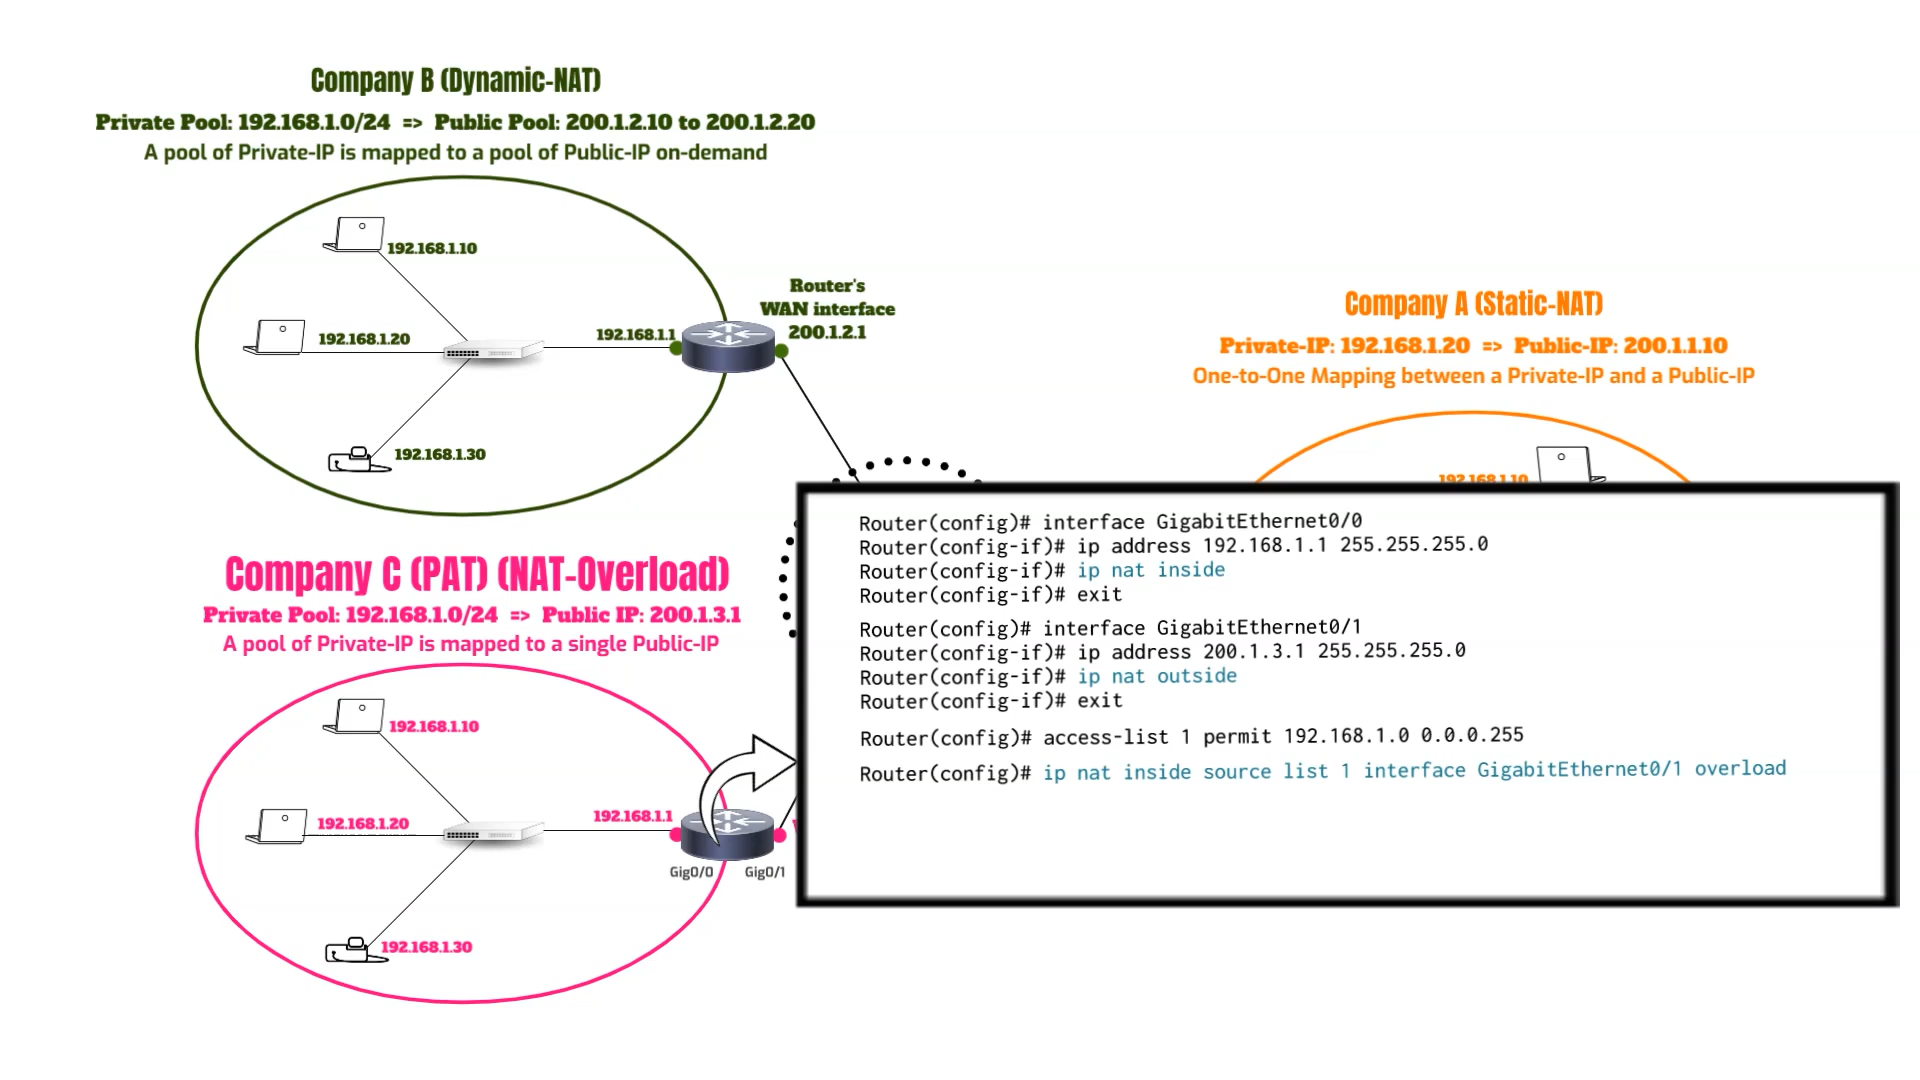 Company B (Dynamic-NAT)
Private Pool: 192.168.1.0/24 => Public Pool: 200.1.2.10 to 200.1.2.20
A pool of Private-IP is mapped to a pool of Public-IP on-demand
192.168.1.10
192.168.1.20
192.168.1.30
192.168.1.1
Router's
WAN interface
200.1.2.1
Company A (Static-NAT)
Private-IP: 192.168.1.20 => Public-IP: 200.1.1.10
One-to-One Mapping between a Private-IP and a Public-IP
192.168.1.10
Company C (PAT) (NAT-Overload)
Private Pool: 192.168.1.0/24 => Public IP: 200.1.3.1
A pool of Private-IP is mapped to a single Public-IP
192.168.1.10
192.168.1.20
192.168.1.30
192.168.1.1
Gig0/0
Gig0/1
Router(config)# interface GigabitEthernet0/0
Router(config-if)# ip address 192.168.1.1 255.255.255.0
Router(config-if)# ip nat inside
Router(config-if)# exit
Router(config)# interface GigabitEthernet0/1
Router(config-if)# ip address 200.1.3.1 255.255.255.0
Router(config-if)# ip nat outside
Router(config-if)# exit
Router(config)# access-list 1 permit 192.168.1.0 0.0.0.255
Router(config)# ip nat inside source list 1 interface GigabitEthernet0/1 overload